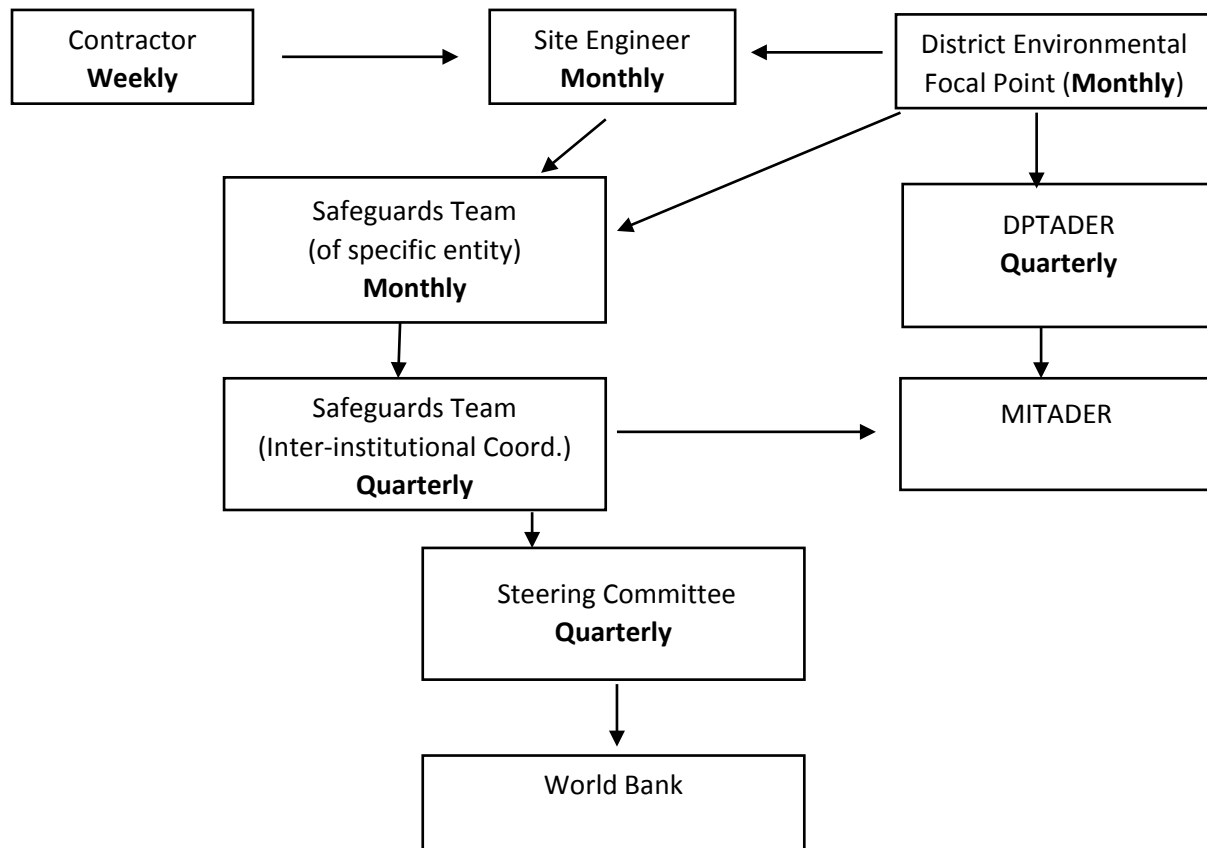 Contractor
Weekly
Site Engineer
Monthly
District Environmental
Focal Point (Monthly)
Safeguards Team
(of specific entity)
Monthly
DPTADER
Quarterly
Safeguards Team
(Inter-institutional Coord.)
Quarterly
MITADER
Steering Committee
Quarterly
World Bank